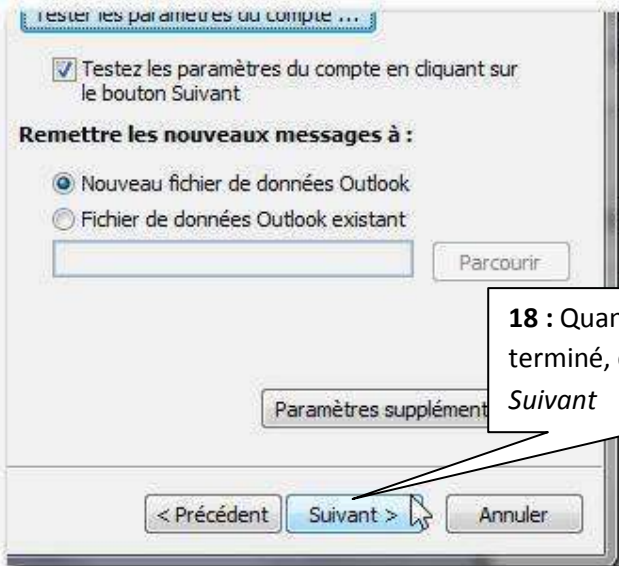 Tester les paramètres du compte ...
Testez les paramètres du compte en cliquant sur
le bouton Suivant
Remettre les nouveaux messages à :
Nouveau fichier de données Outlook
Fichier de données Outlook existant
Parcourir
18 : Quan
terminé,
Suivant
Paramètres supplément
< Précédent
Suivant >
Annuler